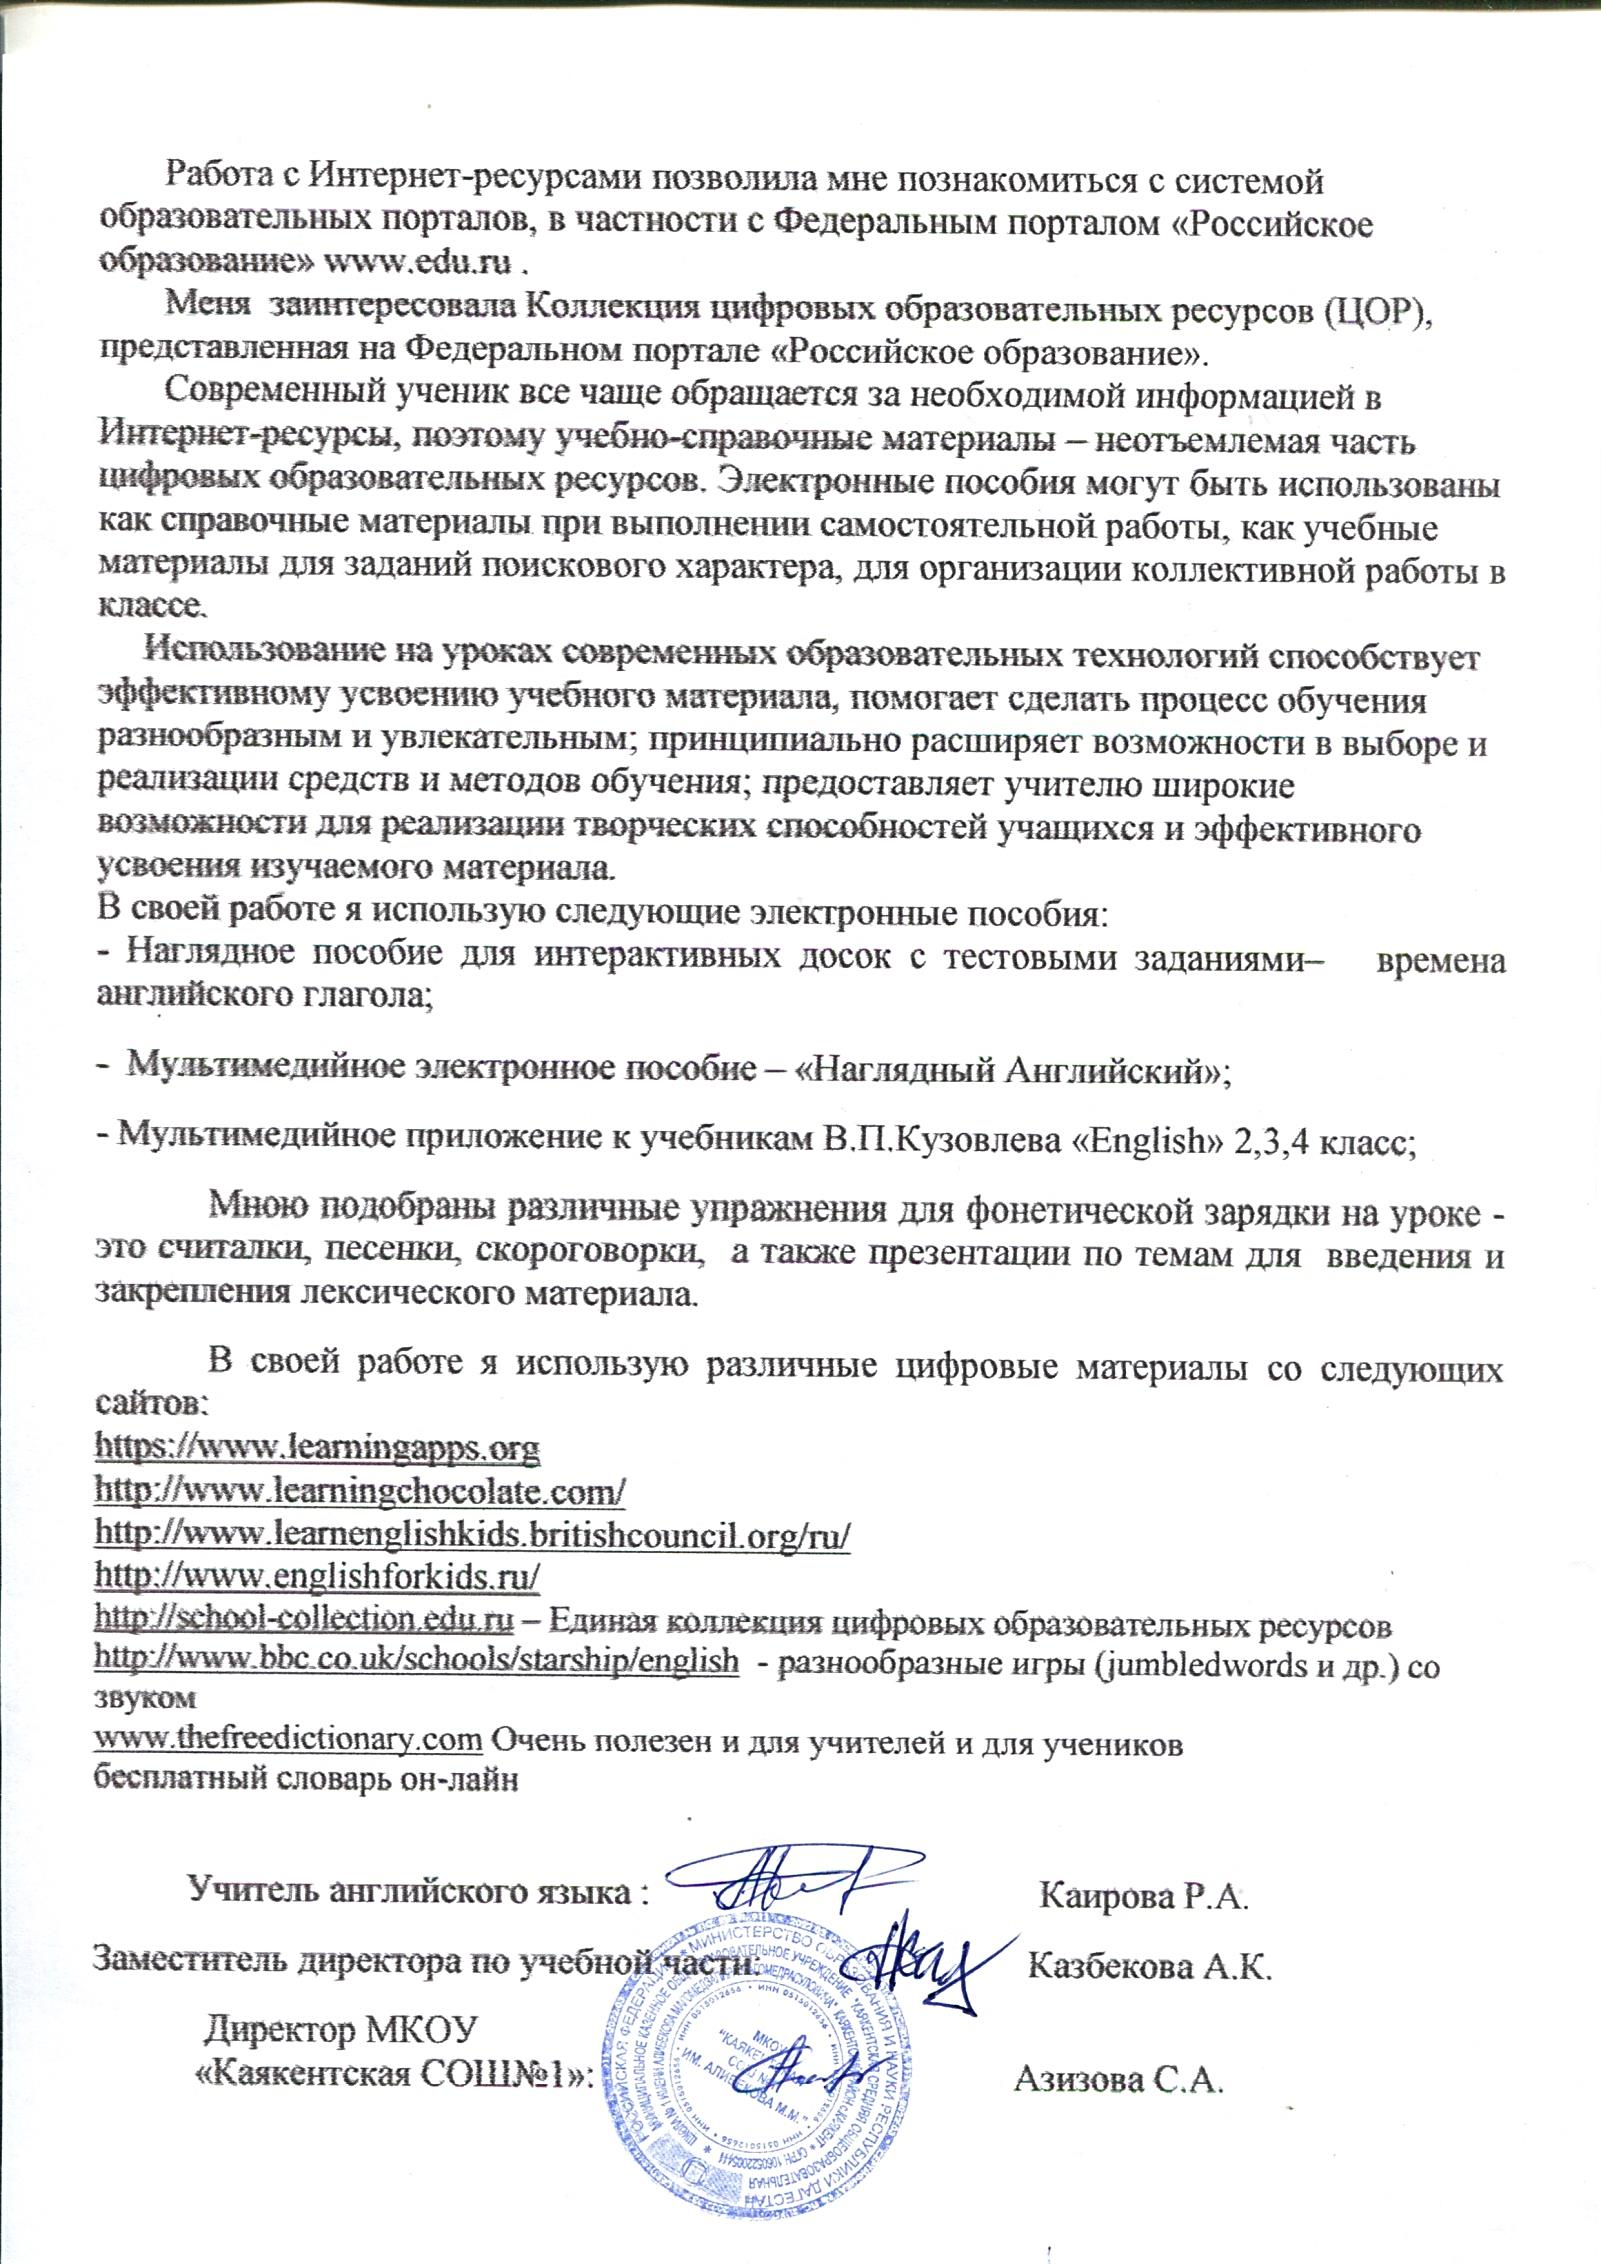 Работа с Интернет-ресурсами позволила мне познакомиться с системой
образовательных порталов, в частности с Федеральным порталом «Российское
образование» www.edu.ru .
Меня заинтересовала Коллекция цифровых образовательных ресурсов (ЦОР),
представленная на Федеральном портале «Российское образование».
Современный ученик все чаще обращается за необходимой информацией в
Интернет-ресурсы, поэтому учебно-справочные материалы – неотъемлемая часть
цифровых образовательных ресурсов. Электронные пособия могут быть использованы
как справочные материалы при выполнении самостоятельной работы, как учебные
материалы для заданий поискового характера, для организации коллективной работы в
классе.
Использование на уроках современных образовательных технологий способствует
эффективному усвоению учебного материала, помогает сделать процесс обучения
разнообразным и увлекательным; принципиально расширяет возможности в выборе и
реализации средств и методов обучения; предоставляет учителю широкие
возможности для реализации творческих способностей учащихся и эффективного
усвоения изучаемого материала.
В своей работе я использую следующие электронные пособия:
- Наглядное пособие для интерактивных досок с тестовыми заданиями– времена
английского глагола;
- Мультимедийное электронное пособие – «Наглядный Английский»;
- Мультимедийное приложение к учебникам В.П.Кузовлева «English» 2,3,4 класс;
Мною подобраны различные упражнения для фонетической зарядки на уроке -
это считалки, песенки, скороговорки, а также презентации по темам для введения и
закрепления лексического материала.
В своей работе я использую различные цифровые материалы со следующих
сайтов:
https://www.learningapps.org
http://www.learningchocolate.com/
http://www.learnenglishkids.britishcouncil.org/ru/
http://www.englishforkids.ru/
http://school-collection.edu.ru – Единая коллекция цифровых образовательных ресурсов
http://www.bbc.co.uk/schools/starship/english - разнообразные игры (jumbledwords и др.) со
звуком
www.thefreedictionary.com Очень полезен и для учителей и для учеников
бесплатный словарь он-лайн
Учитель английского языка : Каирова Р.А.
Заместитель директора по учебной части: Казбекова А.К.
Директор МКОУ
«Каякентская СОШ№1»: Азизова С.А.
РОССИЙСКАЯ ФЕДЕРАЦИЯ * МИНИСТЕРСТВО ОБРАЗОВАНИЯ И НАУКИ РЕСПУБЛИКИ ДАГЕСТАН
ИНН 0515012656
ИМ. АЛИБЕКОВА М.М."